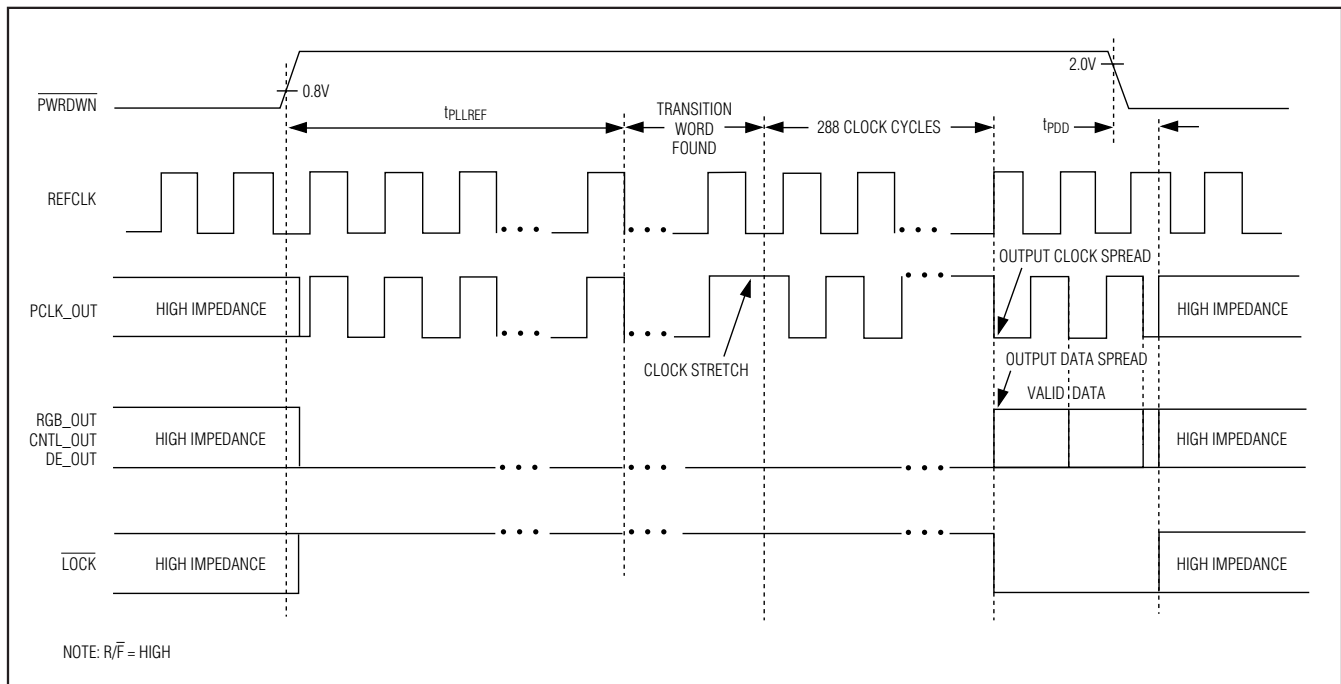 2.0V
0.8V
P̅W̅R̅D̅W̅N̅
tPLLREF
TRANSITION
WORD
FOUND
288 CLOCK CYCLES
tPDD
REFCLK
OUTPUT CLOCK SPREAD
PCLK_OUT
HIGH IMPEDANCE
HIGH IMPEDANCE
CLOCK STRETCH
OUTPUT DATA SPREAD
VALID DATA
RGB_OUT
CNTL_OUT
DE_OUT
HIGH IMPEDANCE
HIGH IMPEDANCE
L̅O̅C̅K̅
HIGH IMPEDANCE
HIGH IMPEDANCE
NOTE: R/F̅ = HIGH